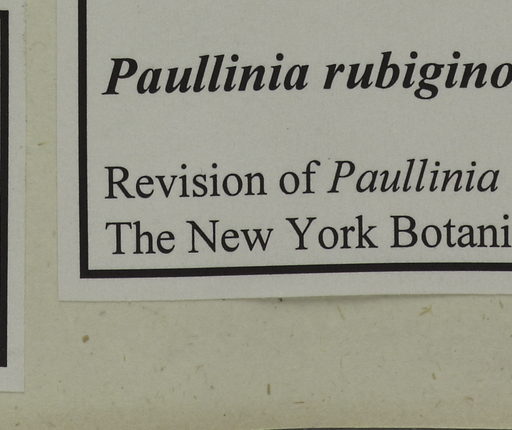 Paullinia rubigino
Revision of Paullinia
The New York Botani